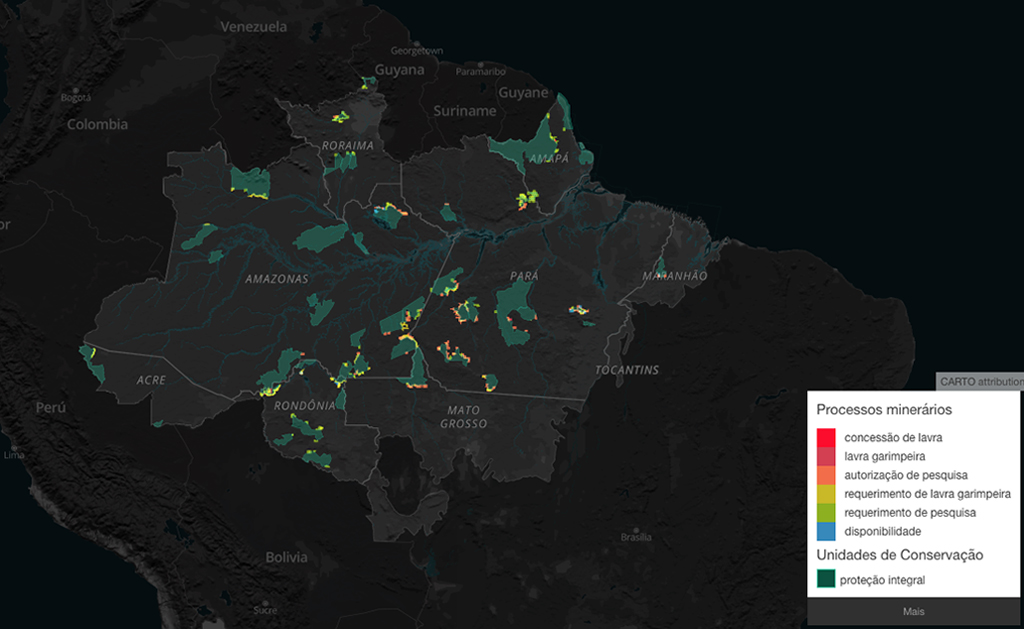 Venezuela
Georgetown
Guyana
Paramaribo
Guyane
Bogotá
Suriname
Colombia
RORAIMA
AMAPÁ
or
AMAZONAS
PARÁ
MARANHÃO
ACRE
TOCANTINS
CARTO attribution
Perú
RONDÔNIA
MATO
GROSSO
Lima
Brasília
Bolivia
Sucre
Processos minerários
concessão de lavra
lavra garimpeira
autorização de pesquisa
requerimento de lavra garimpeira
requerimento de pesquisa
disponibilidade
Unidades de Conservação
proteção integral
Mais